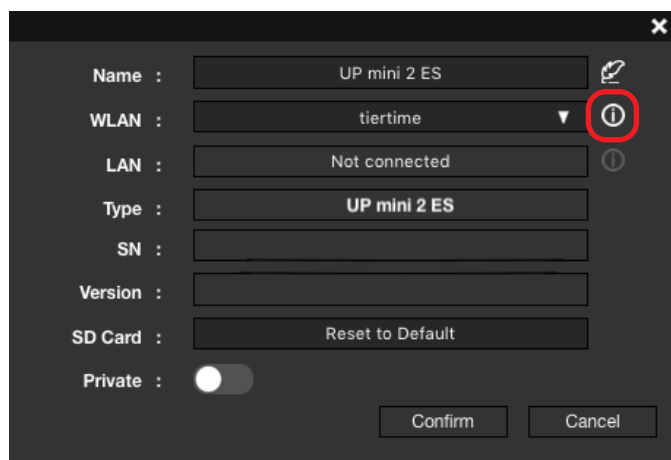 Name : UP mini 2 ES
WLAN : tiertime
LAN : Not connected
Type : UP mini 2 ES
SN :
Version :
SD Card : Reset to Default
Private :
Confirm Cancel